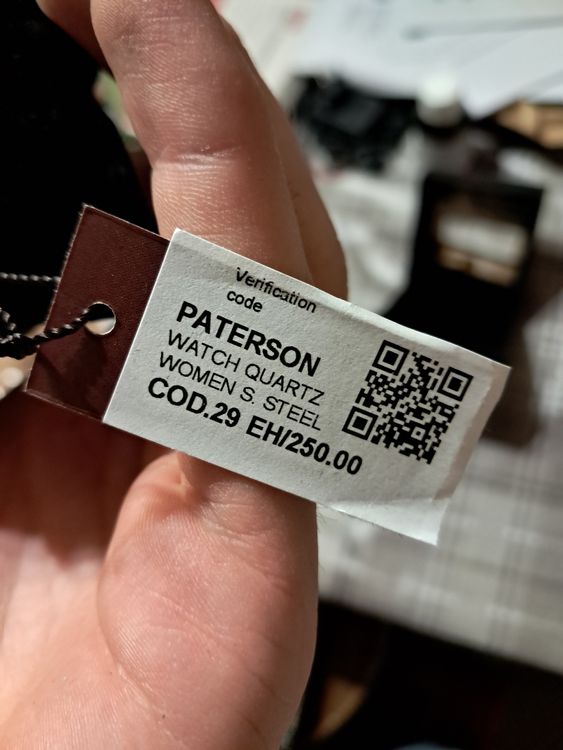 Verification
code
PATERSON
WATCH QUARTZ
WOMEN S. STEEL
COD.29 EH/250.00